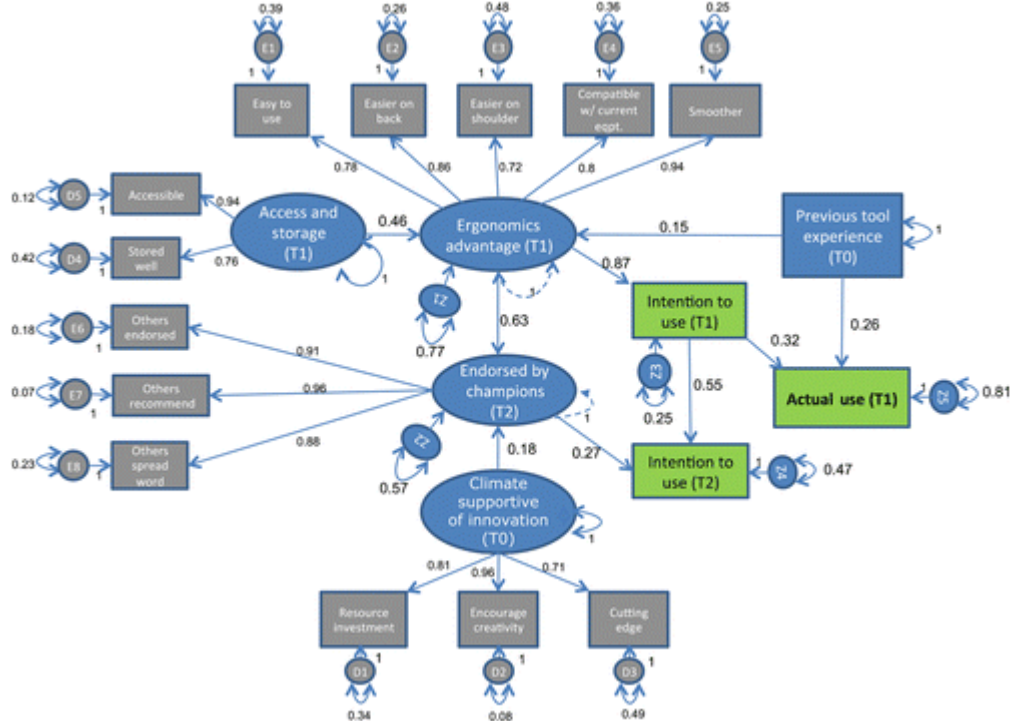 0.39
0.26
0.48
0.36
0.25
E1
E2
E3
E4
E5
1
1
1
1
1
Easy to
use
Easier on
back
Easier on
shoulder
Compatible
w/ current
eqpt.
Smoother
0.78
0.86
0.72
0.8
0.94
0.12
D5
1
Accessible
0.94
0.42
D4
1
Stored
well
0.76
Access and
storage
(T1)
1
0.46
Ergonomics
advantage (T1)
1
Z1
0.77
0.15
Previous tool
experience
(T0)
1
0.87
0.63
0.26
0.18
E6
1
Others
endorsed
0.91
0.07
E7
1
Others
recommend
0.96
0.23
E8
1
Others
spread
word
0.88
Endorsed by
champions
(T2)
1
Z2
0.57
Intention to
use (T1)
0.32
EZ
0.25
0.55
Actual use (T1)
1
Z5
0.81
0.27
Intention to
use (T2)
1
Z4
0.47
0.18
Climate
supportive
of innovation
(T0)
1
0.81
0.96
0.71
Resource
investment
Encourage
creativity
Cutting
edge
1
1
1
D1
D2
D3
0.34
0.08
0.49